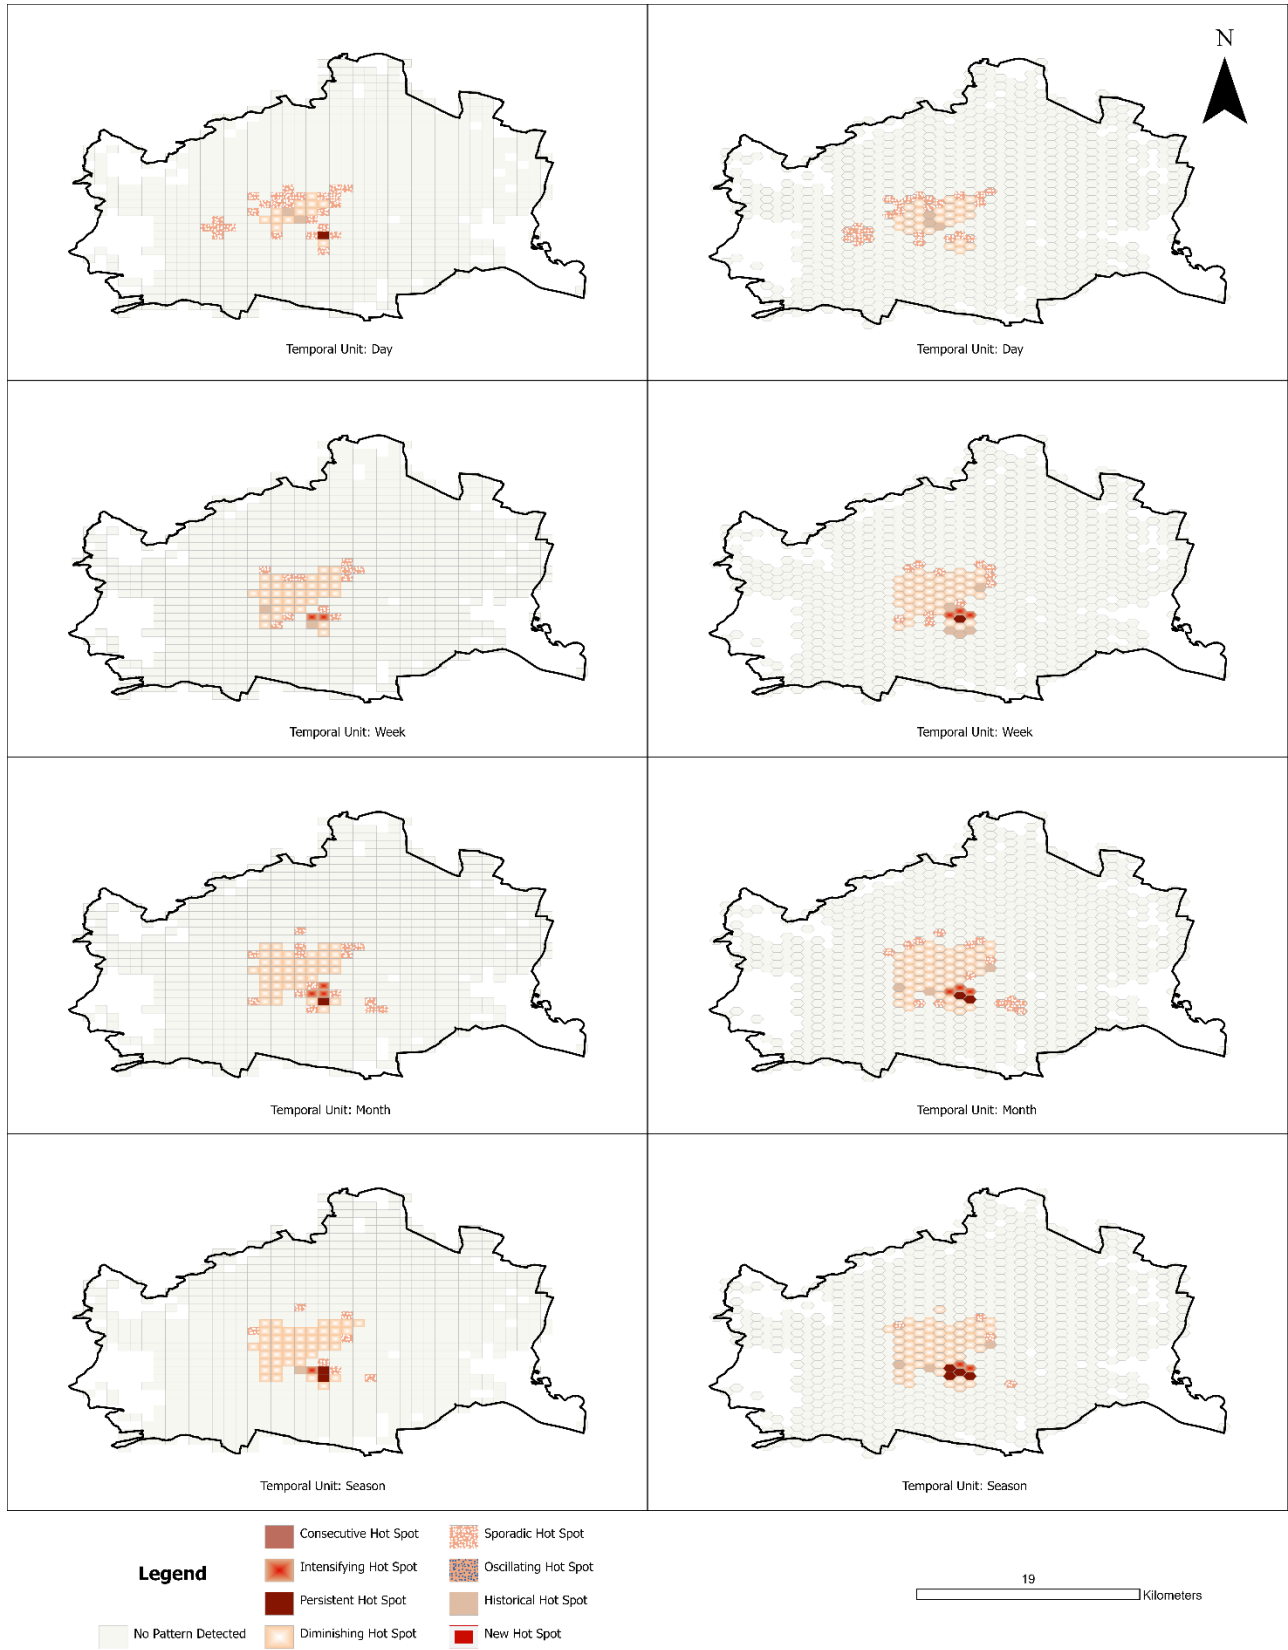 N
Temporal Unit: Day
Temporal Unit: Day
Temporal Unit: Week
Temporal Unit: Week
Temporal Unit: Month
Temporal Unit: Month
Temporal Unit: Season
Temporal Unit: Season
Legend
No Pattern Detected
Consecutive Hot Spot
Intensifying Hot Spot
Persistent Hot Spot
Diminishing Hot Spot
Sporadic Hot Spot
Oscillating Hot Spot
Historical Hot Spot
New Hot Spot
19
Kilometers